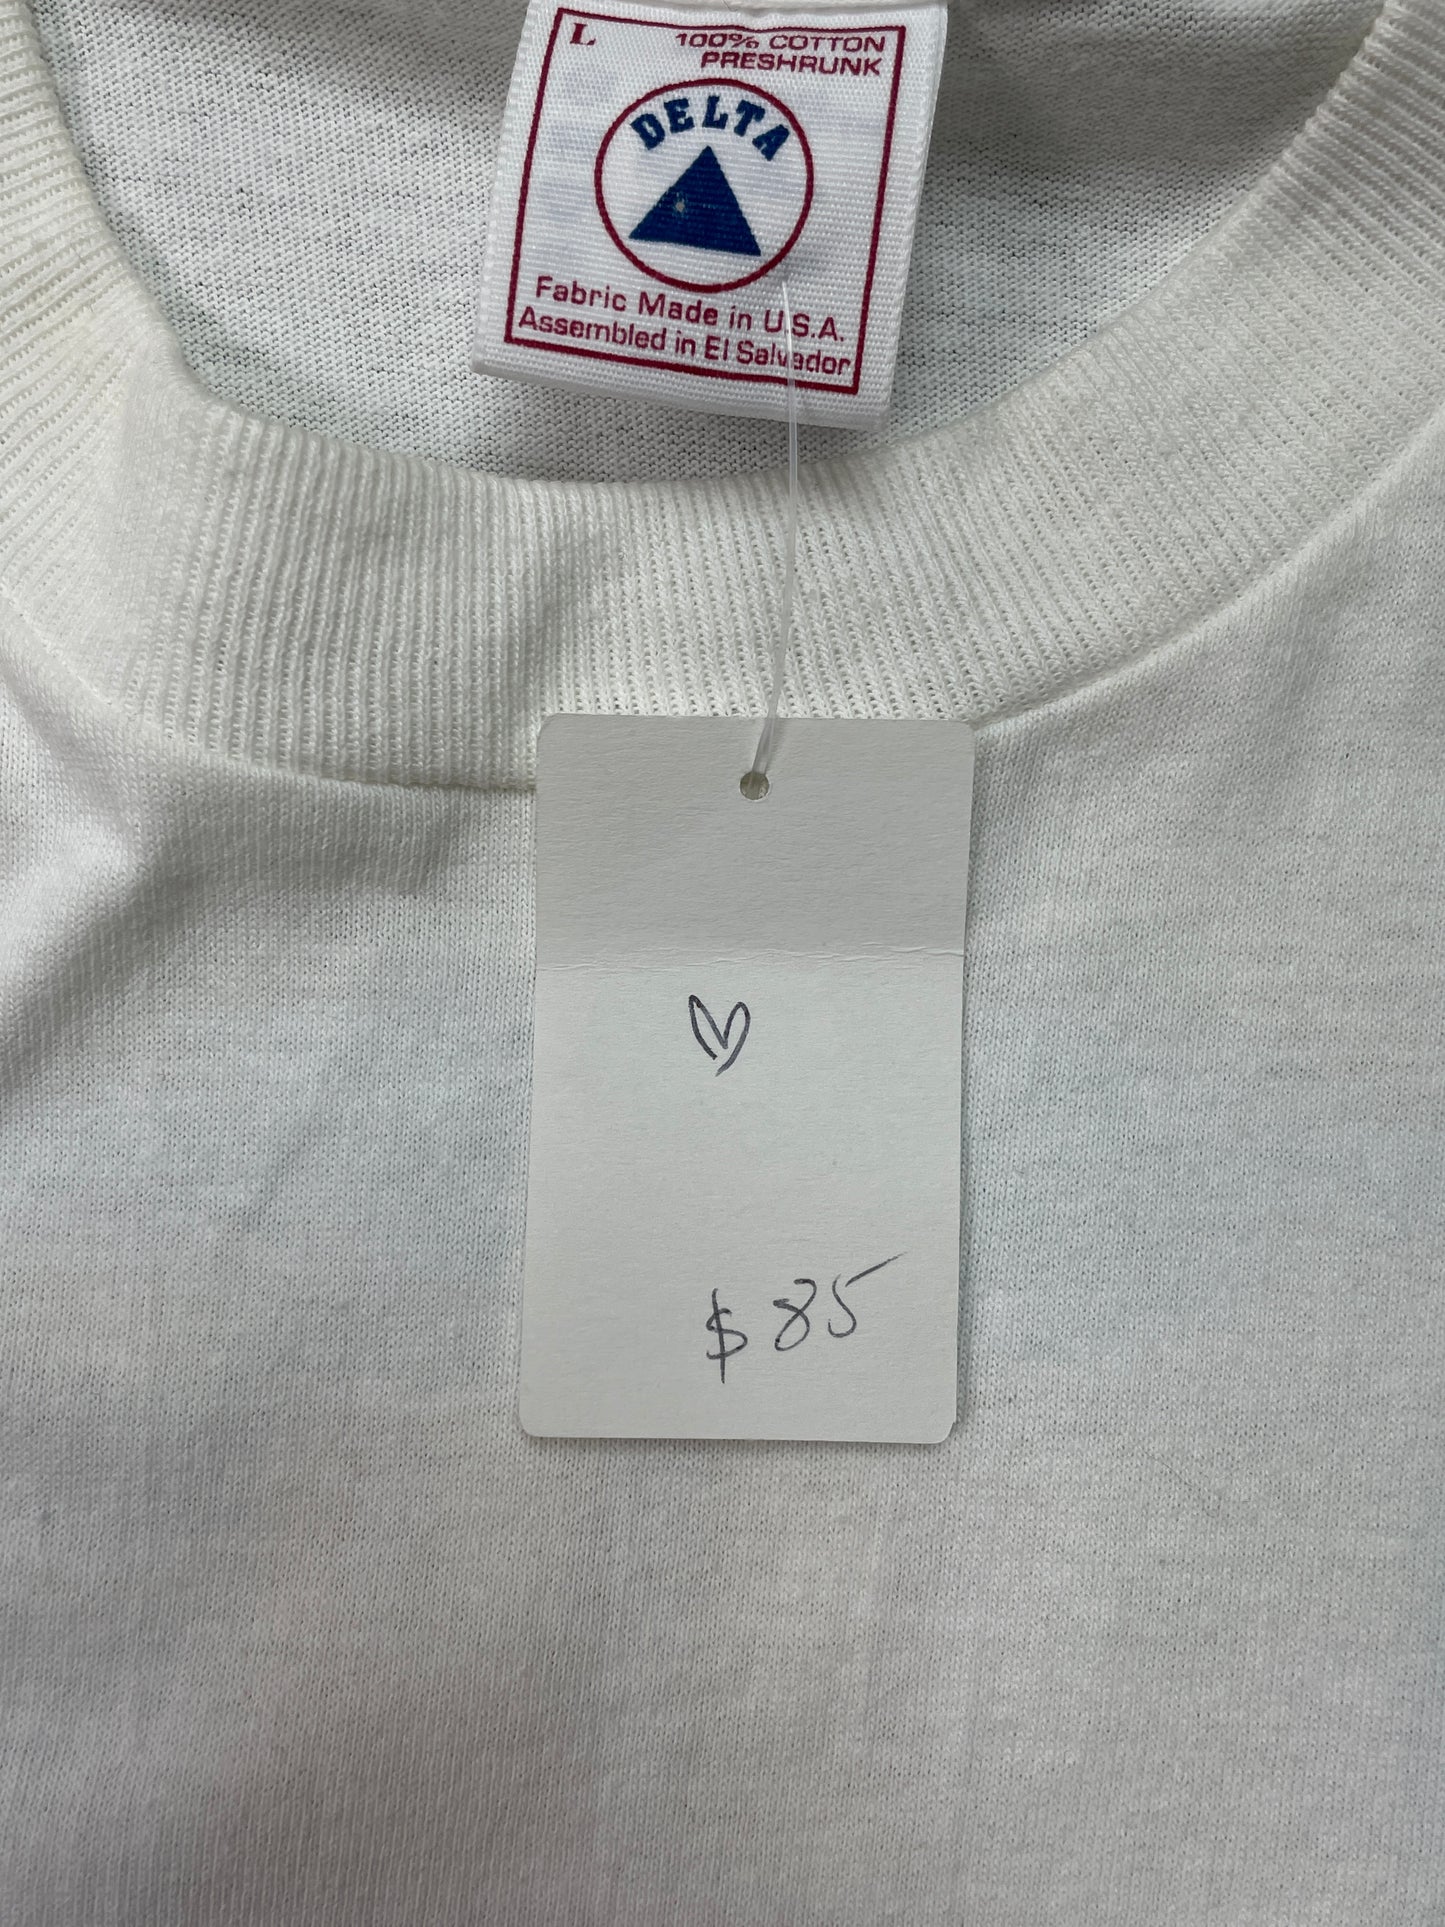 L 100% COTTON
PRESHRUNK
DELTA
Fabric Made in U.S.A.
Assembled in El Salvador
$85